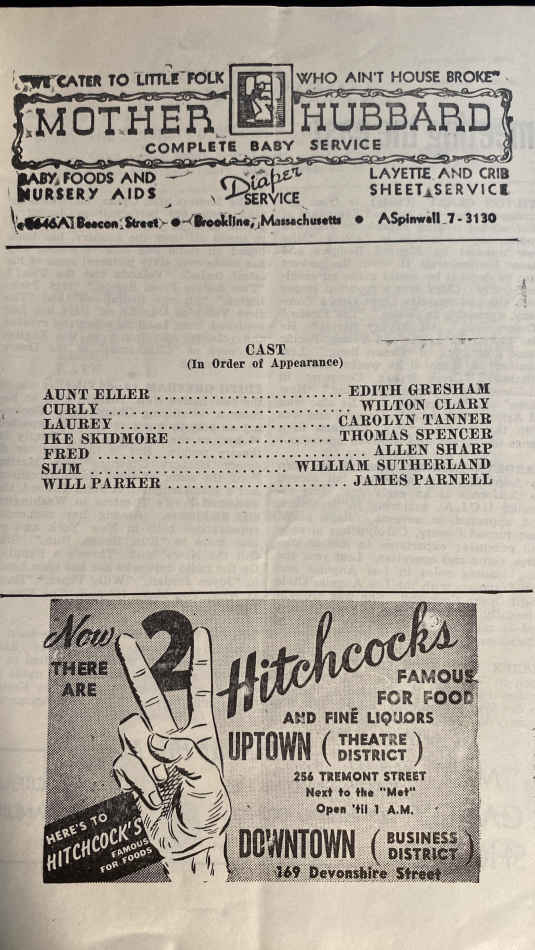 "WE CATER TO LITTLE FOLK WHO AIN'T HOUSE BROKE"
MOTHER HUBBARD
COMPLETE BABY SERVICE
BABY FOODS AND
NURSERY AIDS
Diaper
SERVICE
LAYETTE AND CRIB
SHEET SERVICE
Beacon Street • Brookline, Massachusetts • ASpinwall 7-3130
CAST
(In Order of Appearance)
AUNT ELLER ........................ EDITH GRESHAM
CURLY ................................ WILTON CLARY
LAUREY ............................ CAROLYN TANNER
IKE SKIDMORE .................... THOMAS SPENCER
FRED .................................. ALLEN SHARP
SLIM ......................... WILLIAM SUTHERLAND
WILL PARKER ....................... JAMES PARNELL
Now 2
THERE
ARE
Hitchcocks
FAMOUS
FOR FOOD
AND FINE LIQUORS
UPTOWN (THEATRE DISTRICT)
256 TREMONT STREET
Next to the "Met"
Open 'til 1 A.M.
DOWNTOWN (BUSINESS DISTRICT)
169 Devonshire Street
HERE'S TO
HITCHCOCK'S
FAMOUS
FOR FOODS